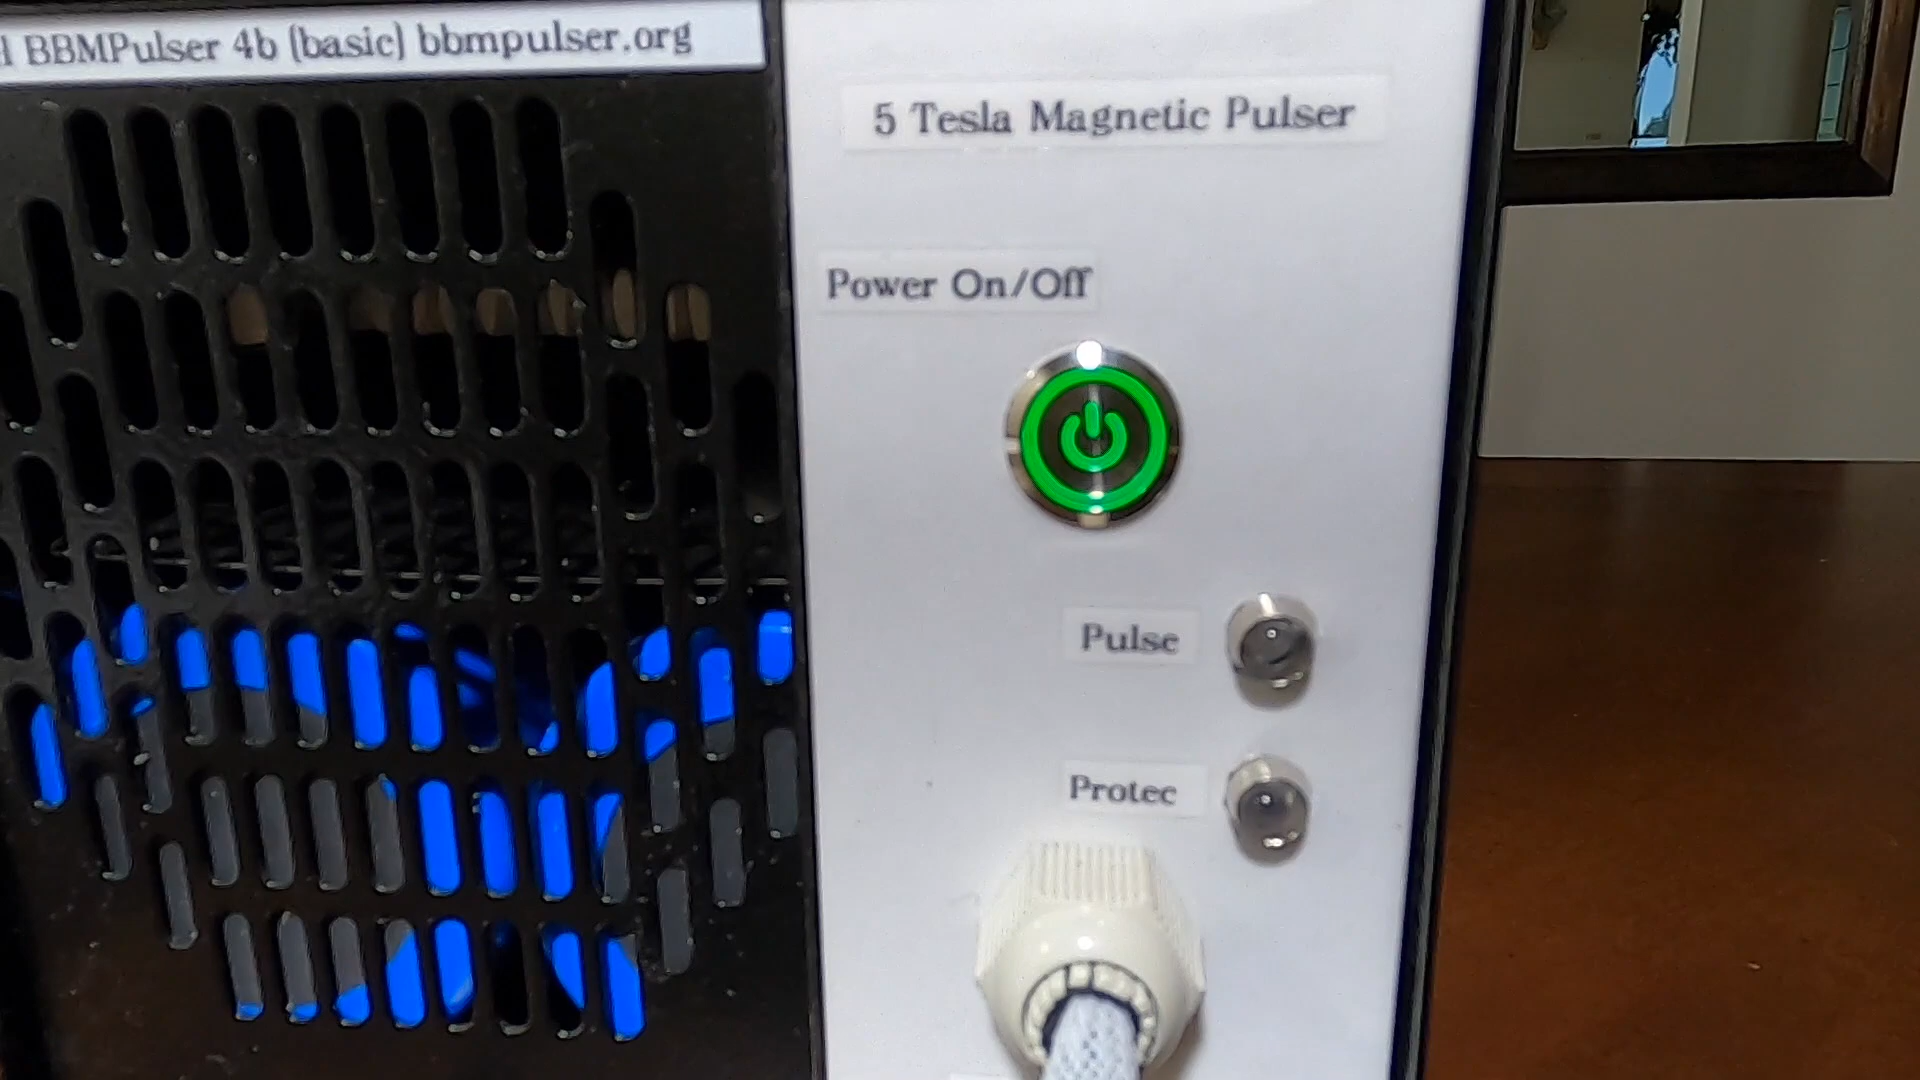 BBMPulser 4b (basic) bbmpulser.org
5 Tesla Magnetic Pulser
Power On/Off
Pulse
Protec